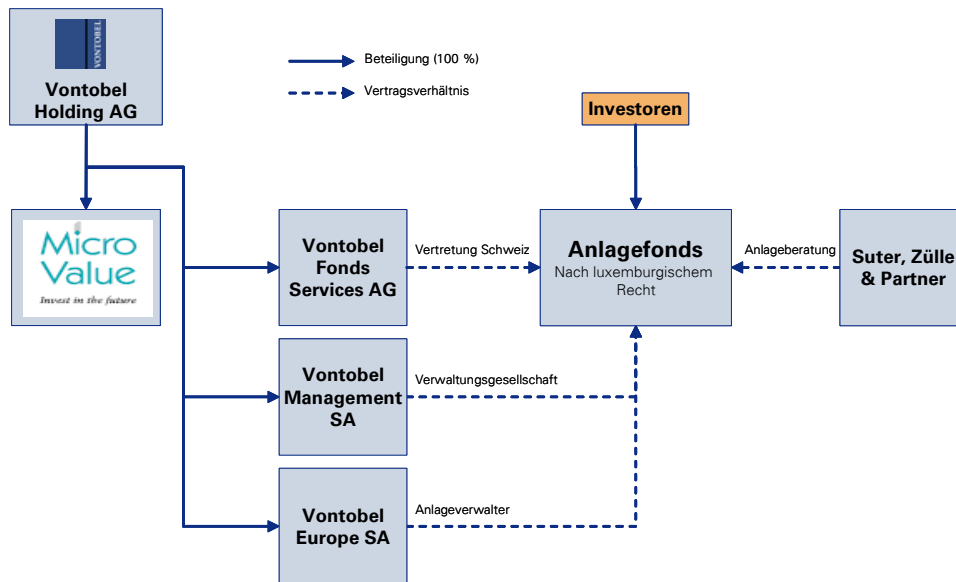 VONTOBEL
Vontobel
Holding AG
Beteiligung (100 %)
Vertragsverhältnis
Investoren
Micro
Value
Invest in the future
Vontobel
Fonds
Services AG
Vertretung Schweiz
Anlagefonds
Nach luxemburgischem
Recht
Anlageberatung
Suter, Zülle
& Partner
Vontobel
Management
SA
Verwaltungsgesellschaft
Vontobel
Europe SA
Anlageverwalter